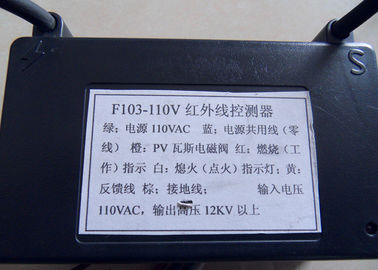 S
F103-110V 红外线控测器
绿；电源 110VAC 蓝；电源共用线（零
线） 橙；PV 瓦斯电磁阀 红：燃烧（工
作）指示 白：熄火（点火）指示灯；黄：
反馈线 棕；接地线； 输入电压
110VAC，输出高压 12KV 以上